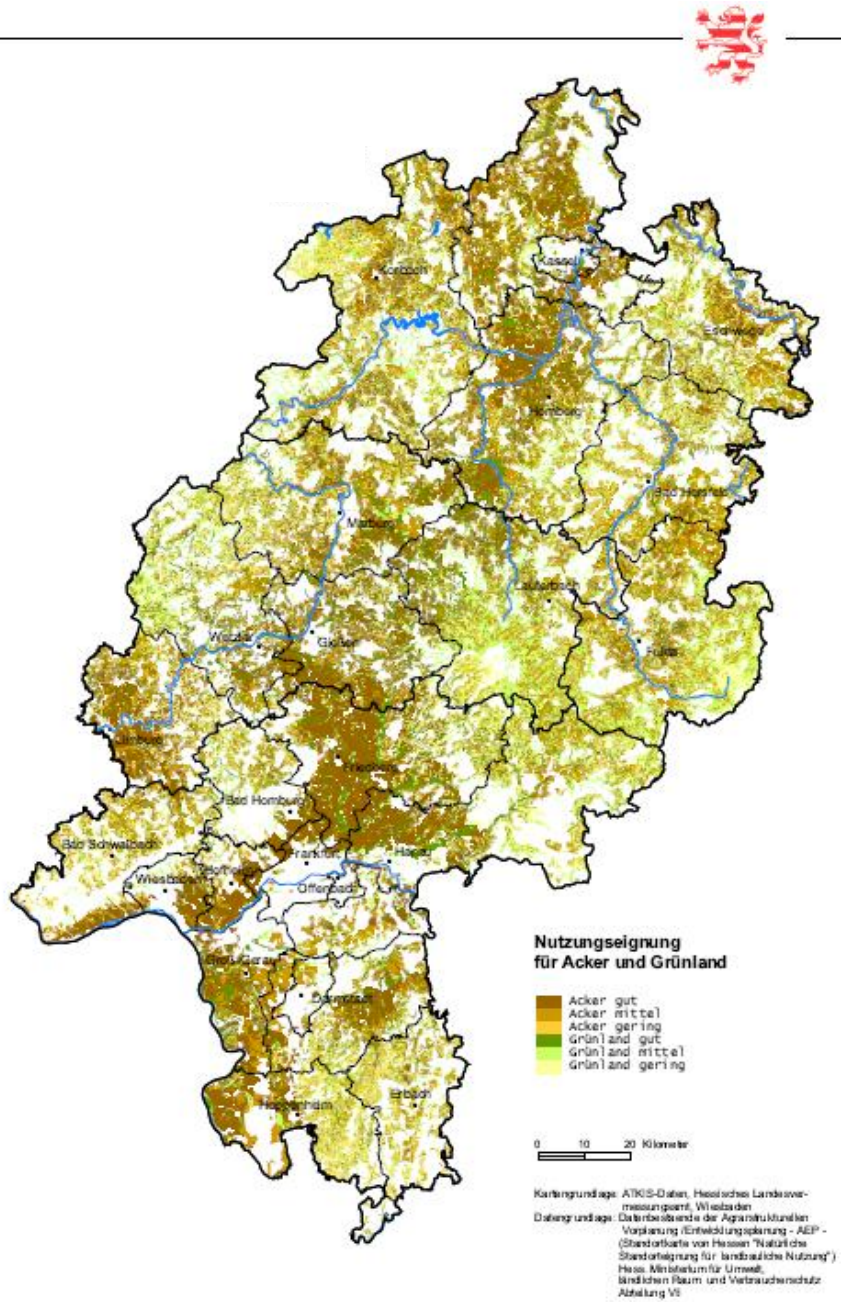 Kassel
Korbach
Eschwege
Homberg
Bad Hersfeld
Marburg
Lauterbach
Wetzlar
Gießen
Fulda
Limburg
Friedberg
Bad Homburg
Bad Schwalbach
Frankfurt
Hanau
Hofheim
Wiesbaden
Offenbach
Groß-Gerau
Darmstadt
Heppenheim
Erbach
Nutzungseignung
für Acker und Grünland
Acker gut
Acker mittel
Acker gering
Grünland gut
Grünland mittel
Grünland gering
0 10 20 Kilometer
Kartengrundlage: ATKIS-Daten, Hessisches Landesver-
messungsamt, Wiesbaden
Datengrundlage: Datenbestaende der Agrarstrukturellen
Vorplanung /Entwicklungsplanung - AEP -
(Standortkarte von Hessen "Natürliche
Standorteignung für landbauliche Nutzung")
Hess. Ministerium für Umwelt,
ländlichen Raum und Verbraucherschutz
Abteilung VII